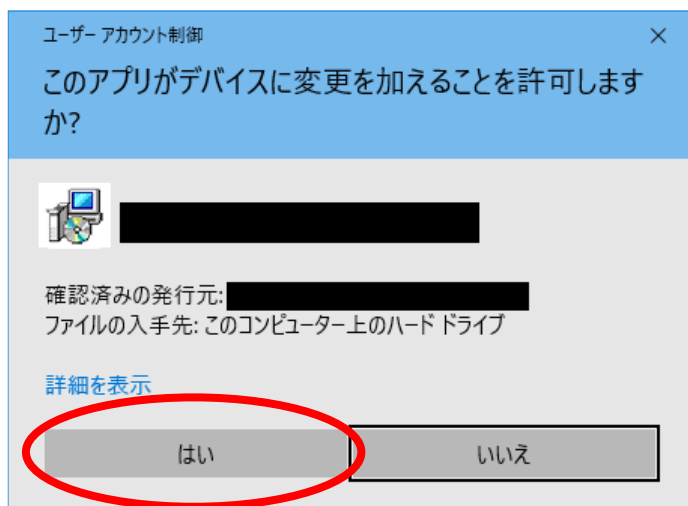 ユーザー アカウント制御
このアプリがデバイスに変更を加えることを許可します
か?
確認済みの発行元:
ファイルの入手先: このコンピューター上のハード ドライブ
詳細を表示
はい
いいえ